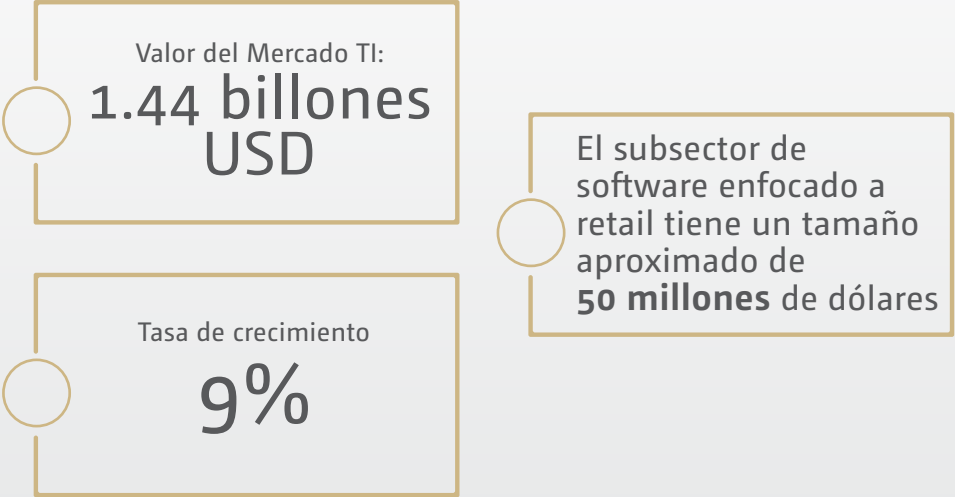 Valor del Mercado TI:
1.44 billones
USD
El subsector de
software enfocado a
retail tiene un tamaño
aproximado de
50 millones de dólares
Tasa de crecimiento
9%